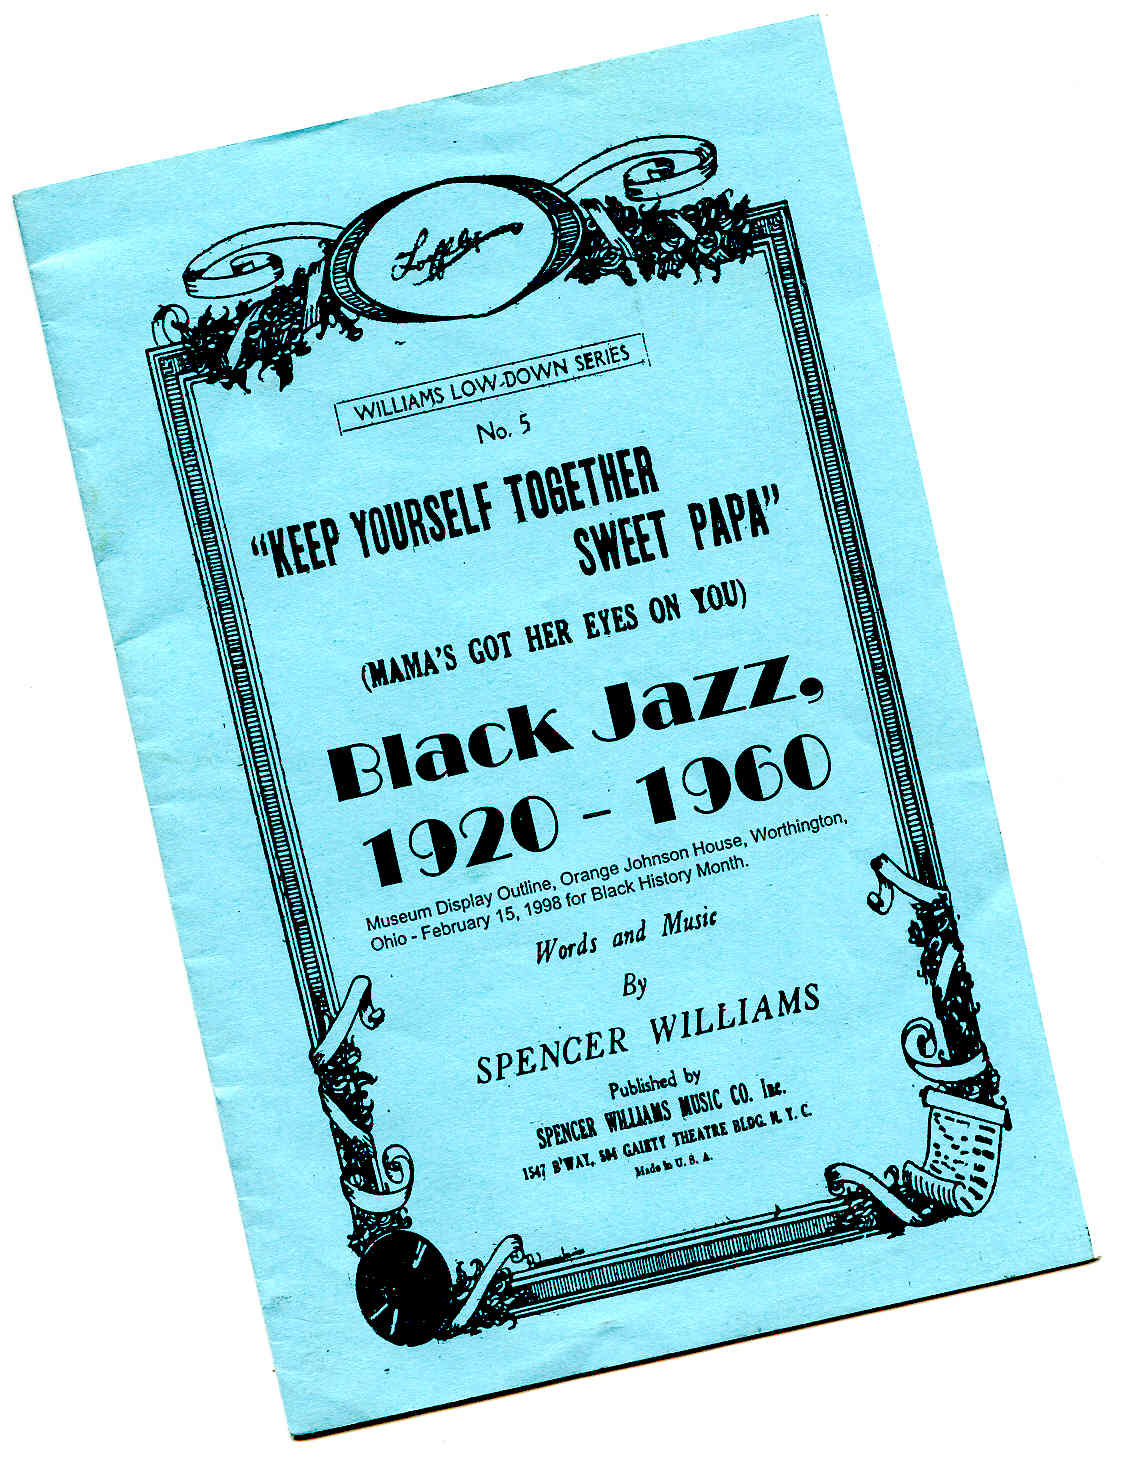 WILLIAMS LOW-DOWN SERIES
No. 5
"KEEP YOURSELF TOGETHER
SWEET PAPA"
(MAMA'S GOT HER EYES ON YOU)
Black Jazz,
1920 - 1960
Museum Display Outline, Orange Johnson House, Worthington,
Ohio - February 15, 1998 for Black History Month.
Words and Music
By
SPENCER WILLIAMS
Published by
SPENCER WILLIAMS MUSIC CO. Inc.
1547 B'WAY, 504 GAIETY THEATRE BLDG. N. Y. C.
Made in U. S. A.